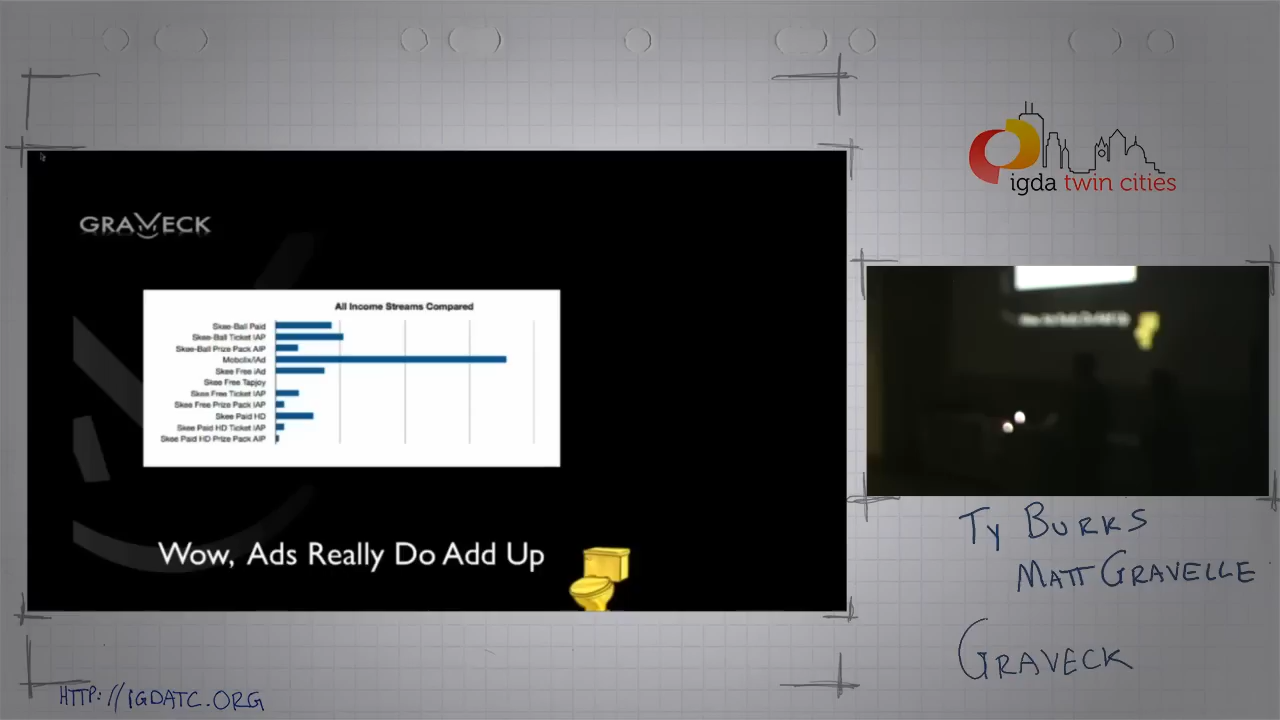 GRAVECK
All Income Streams Compared
Skee-Ball Paid
Skee-Ball Ticket IAP
Skee-Ball Prize Pack AIP
Mobclix/iAd
Skee Free iAd
Skee Free Tapjoy
Skee Free Ticket IAP
Skee Free Prize Pack IAP
Skee Paid HD
Skee Paid HD Ticket IAP
Skee Paid HD Prize Pack AIP
Wow, Ads Really Do Add Up
igda twin cities
TY BURKS
MATT GRAVELLE
GRAVECK
HTTP://IGDATC.ORG